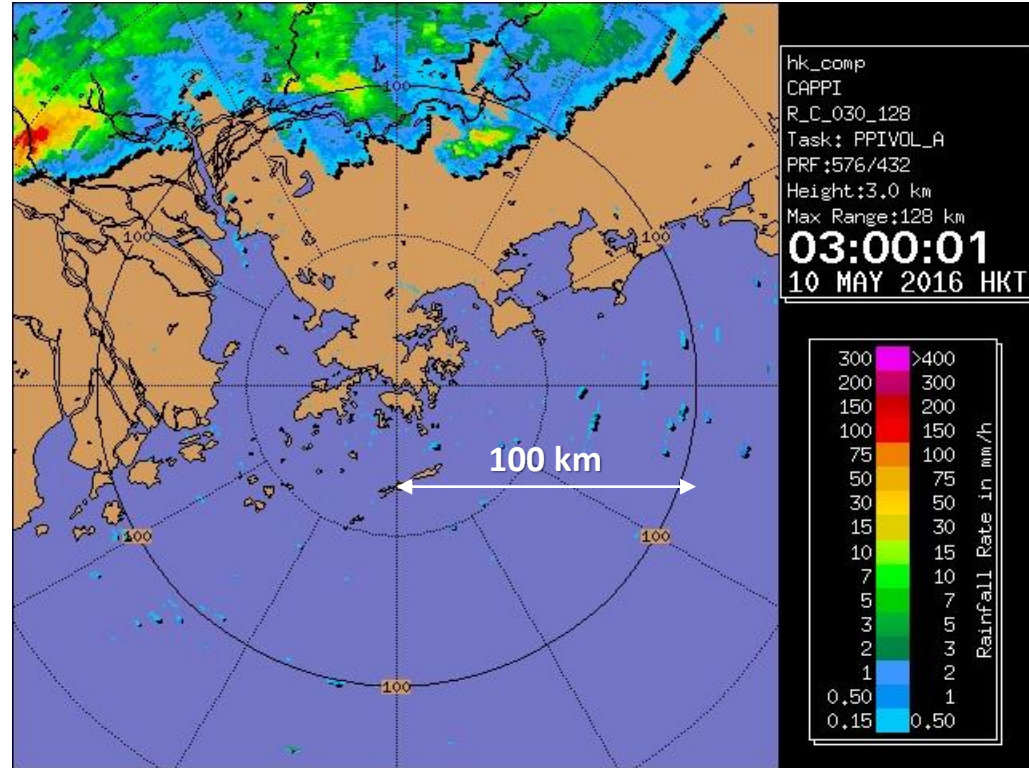 100
100
100
100 km
100
100
100
hk_comp
CAPPI
R_C_030_128
Task: PPIVOL_A
PRF:576/432
Height:3.0 km
Max Range:128 km
03:00:01
10 MAY 2016 HKT
300 >400
200 300
150 200
100 150
75 100
50 75
30 50
15 30
10 15
7 10
5 7
3 5
2 3
1 2
0.50 1
0.15 0.50
Rainfall Rate in mm/h